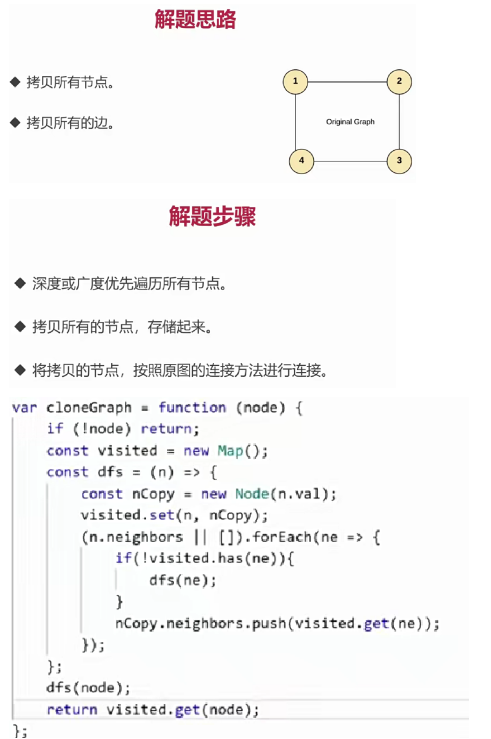 解题思路
◆ 拷贝所有节点。
◆ 拷贝所有的边。
1
2
Original Graph
4
3
解题步骤
◆ 深度或广度优先遍历所有节点。
◆ 拷贝所有的节点，存储起来。
◆ 将拷贝的节点，按照原图的连接方法进行连接。
var cloneGraph = function (node) {
    if (!node) return;
    const visited = new Map();
    const dfs = (n) => {
        const nCopy = new Node(n.val);
        visited.set(n, nCopy);
        (n.neighbors || []).forEach(ne => {
            if(!visited.has(ne)){
                dfs(ne);
            }
            nCopy.neighbors.push(visited.get(ne));
        });
    };
    dfs(node);
    return visited.get(node);
};